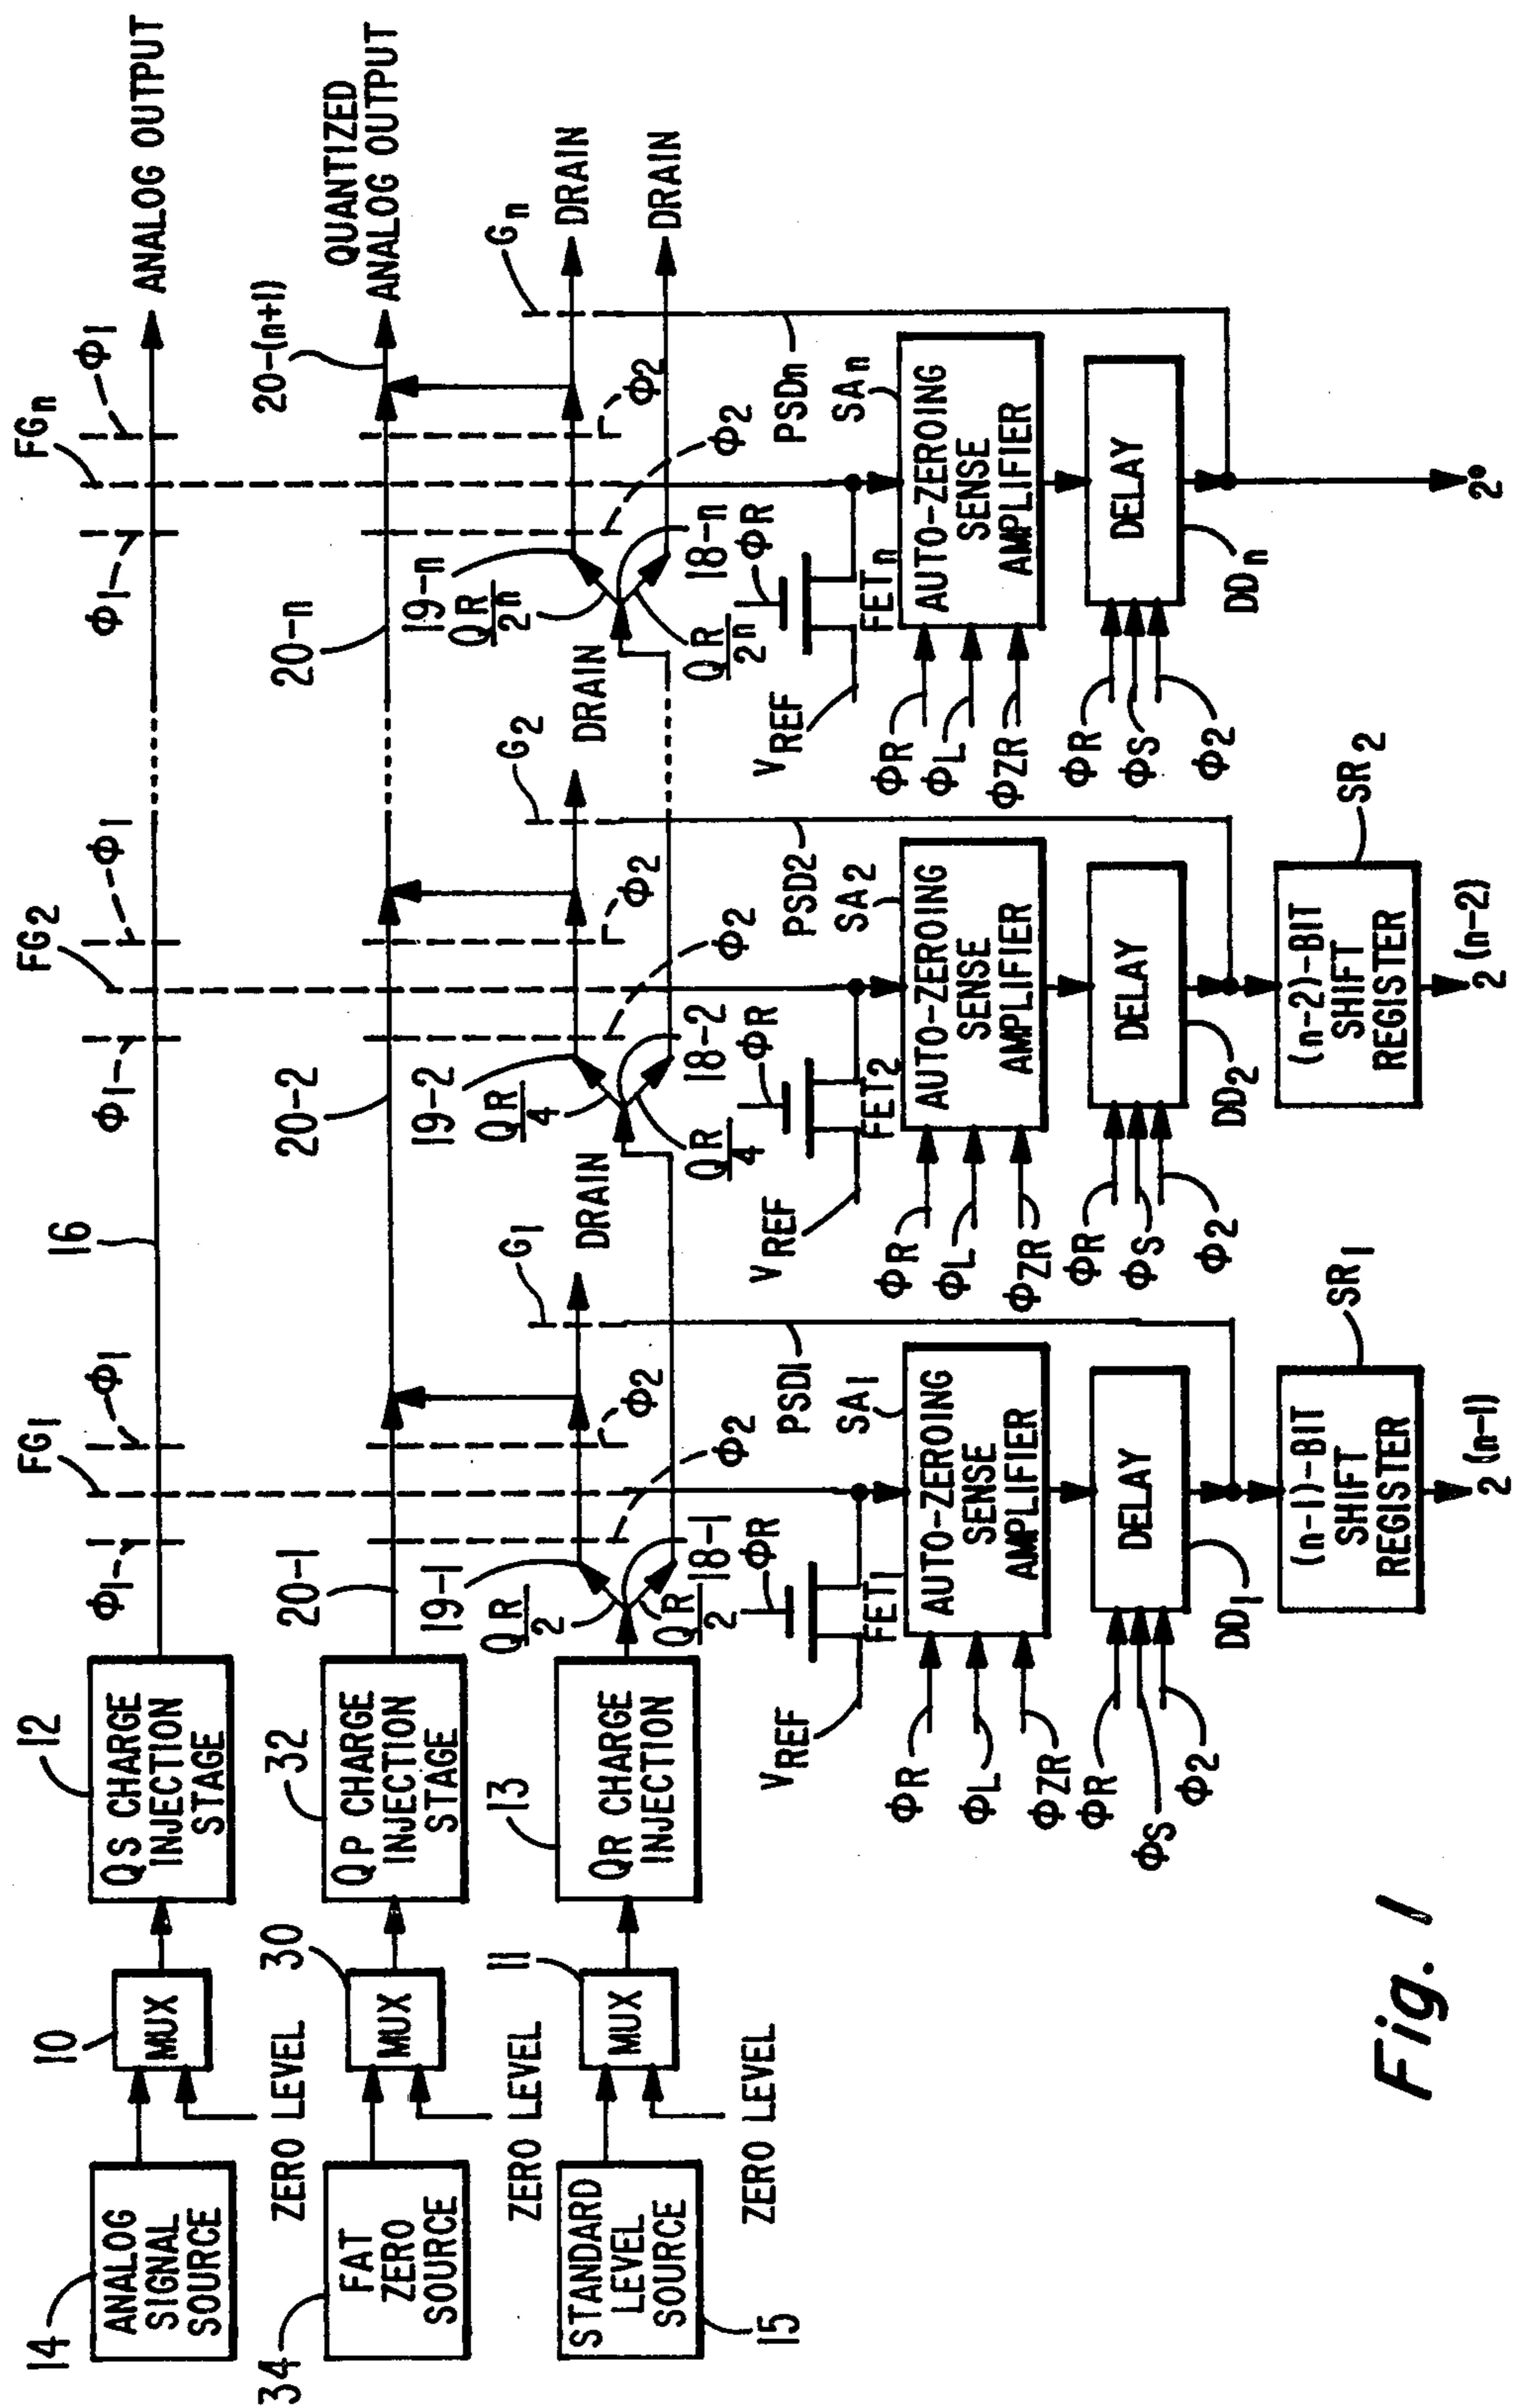 14
ANALOG
SIGNAL
SOURCE
ZERO LEVEL
10
MUX
12
QS CHARGE
INJECTION
STAGE
16
Φ1
FG1
Φ1
Φ1
FG2
Φ1
Φ1
FGn
Φ1
ANALOG OUTPUT
34
FAT
ZERO
SOURCE
ZERO LEVEL
30
MUX
32
QP CHARGE
INJECTION
STAGE
20-1
20-2
20-n
20-(n+1)
QUANTIZED
ANALOG OUTPUT
15
STANDARD
LEVEL
SOURCE
ZERO LEVEL
11
MUX
13
QR CHARGE
INJECTION
19-1
QR
2
QR
2
18-1
Φ2
Φ2
G1
DRAIN
19-2
QR
4
QR
4
18-2
Φ2
Φ2
G2
DRAIN
19-n
QR
2n
QR
2n
18-n
Φ2
Φ2
Gn
DRAIN
DRAIN
VREF
FET1
ΦR
PSD1
VREF
FET2
ΦR
PSD2
VREF
FETn
ΦR
PSDn
ΦR
ΦL
ΦZR
AUTO-ZEROING
SENSE
AMPLIFIER
SA1
ΦR
ΦL
ΦZR
AUTO-ZEROING
SENSE
AMPLIFIER
SA2
ΦR
ΦL
ΦZR
AUTO-ZEROING
SENSE
AMPLIFIER
SAn
ΦR
ΦS
Φ2
DELAY
DD1
ΦR
ΦS
Φ2
DELAY
DD2
ΦR
ΦS
Φ2
DELAY
DDn
(n-1)-BIT
SHIFT
REGISTER
SR1
2(n-1)
(n-2)-BIT
SHIFT
REGISTER
SR2
2(n-2)
2°
Fig. 1